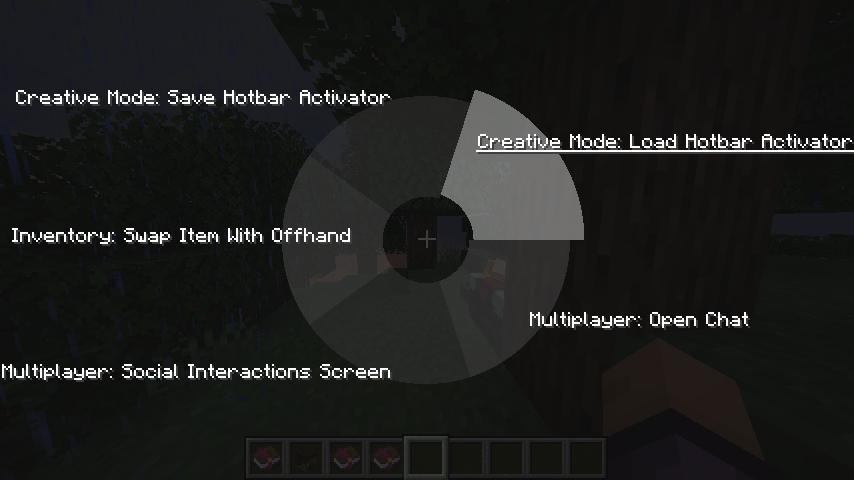 Creative Mode: Save Hotbar Activator
Creative Mode: Load Hotbar Activator
Inventory: Swap Item With Offhand
Multiplayer: Open Chat
Multiplayer: Social Interactions Screen